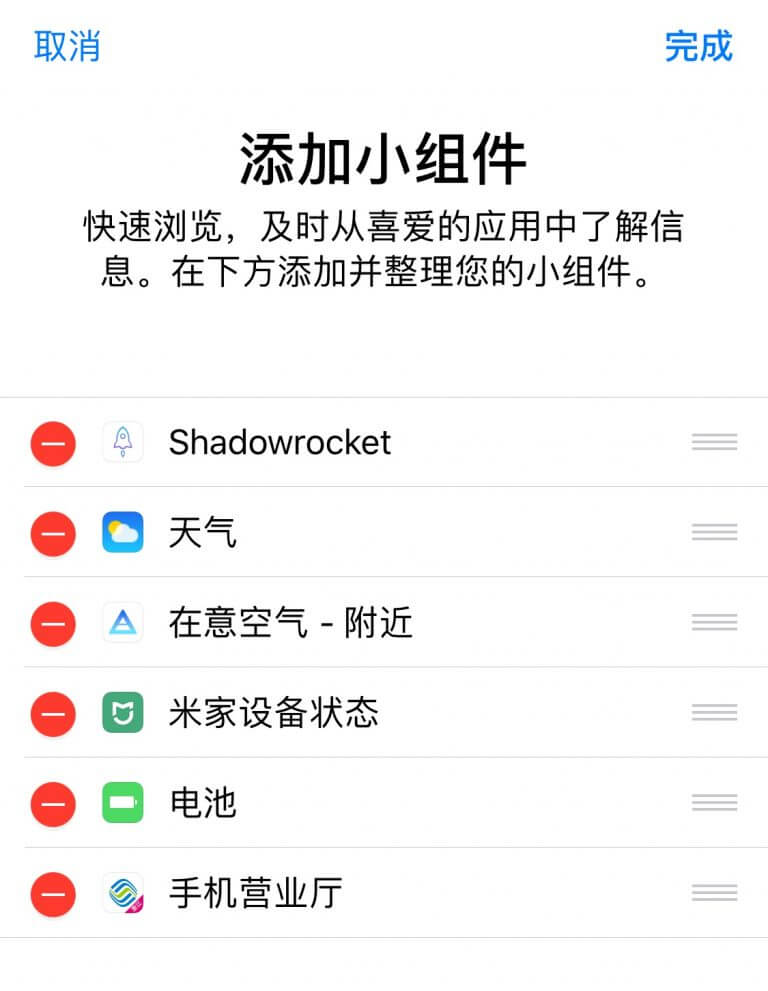 取消
完成
添加小组件
快速浏览，及时从喜爱的应用中了解信
息。在下方添加并整理您的小组件。
Shadowrocket
天气
在意空气 - 附近
米家设备状态
电池
手机营业厅